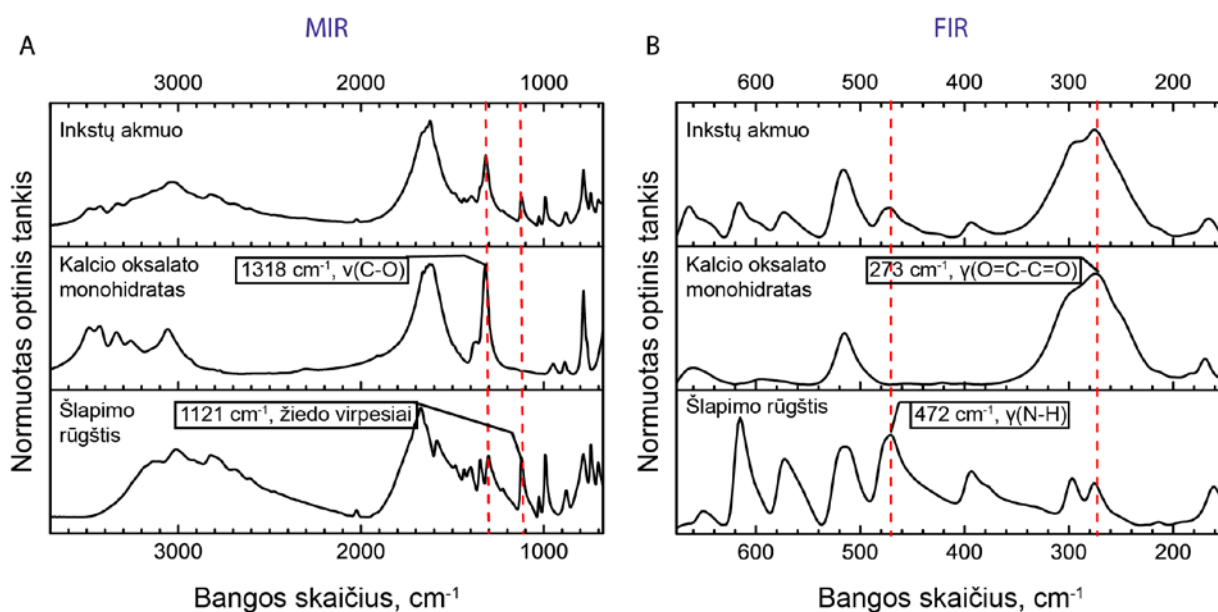 MIR
A
3000 2000 1000
Normuotas optinis tankis
Inkstų akmuo
Kalcio oksalato
monohidratas
1318 cm⁻¹, ν(C-O)
Šlapimo
rūgštis
1121 cm⁻¹, žiedo virpesiai
3000 2000 1000
Bangos skaičius, cm⁻¹
FIR
B
600 500 400 300 200
Normuotas optinis tankis
Inkstų akmuo
Kalcio oksalato
monohidratas
273 cm⁻¹, γ(O=C-C=O)
Šlapimo rūgštis
472 cm⁻¹, γ(N-H)
600 500 400 300 200
Bangos skaičius, cm⁻¹